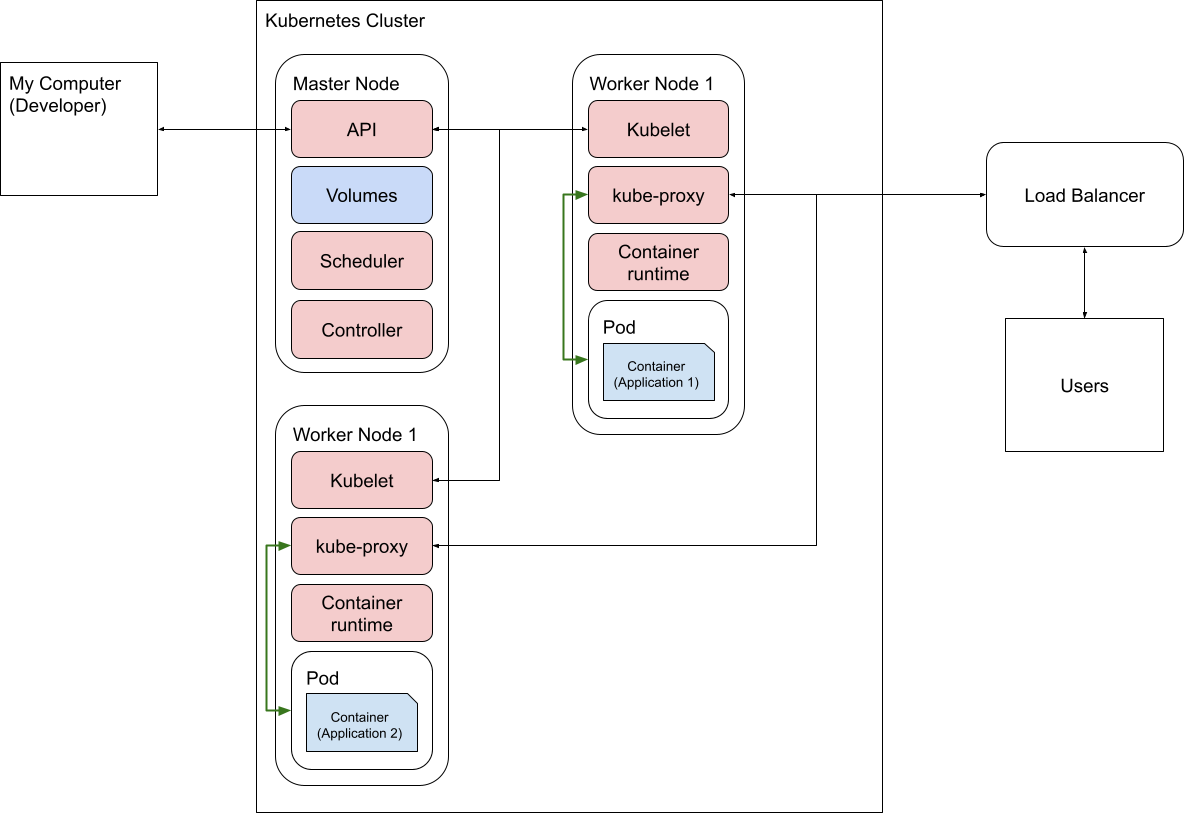 Kubernetes Cluster
My Computer
(Developer)
Master Node
API
Volumes
Scheduler
Controller
Worker Node 1
Kubelet
kube-proxy
Container
runtime
Pod
Container
(Application 1)
Load Balancer
Users
Worker Node 1
Kubelet
kube-proxy
Container
runtime
Pod
Container
(Application 2)